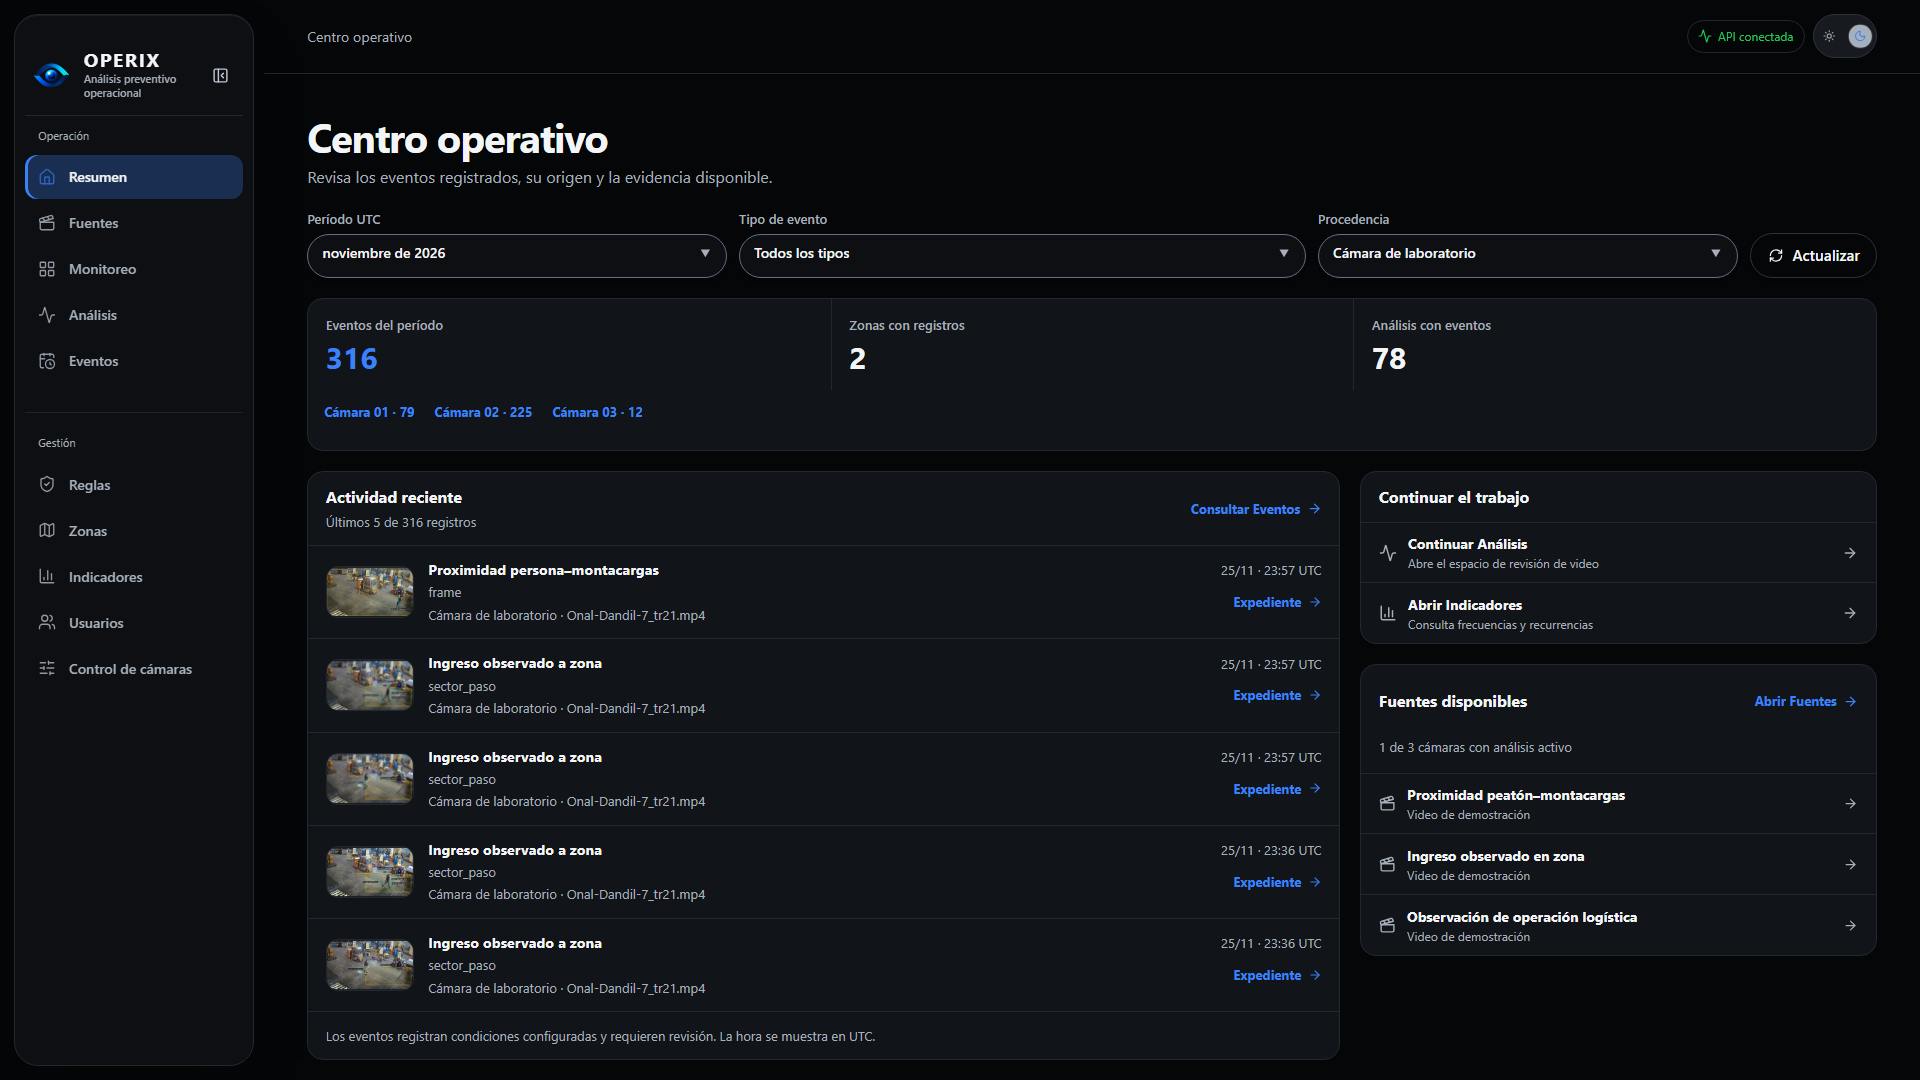 OPERIX
Análisis preventivo
operacional
Operación
Resumen
Fuentes
Monitoreo
Análisis
Eventos
Gestión
Reglas
Zonas
Indicadores
Usuarios
Control de cámaras
Centro operativo
API conectada
Centro operativo
Revisa los eventos registrados, su origen y la evidencia disponible.
Período UTC
noviembre de 2026
Tipo de evento
Todos los tipos
Procedencia
Cámara de laboratorio
Actualizar
Eventos del período
316
Zonas con registros
2
Análisis con eventos
78
Cámara 01 · 79
Cámara 02 · 225
Cámara 03 · 12
Actividad reciente
Últimos 5 de 316 registros
Consultar Eventos
Proximidad persona–montacargas
frame
Cámara de laboratorio · Onal-Dandil-7_tr21.mp4
25/11 · 23:57 UTC
Expediente
Ingreso observado a zona
sector_paso
Cámara de laboratorio · Onal-Dandil-7_tr21.mp4
25/11 · 23:57 UTC
Expediente
Ingreso observado a zona
sector_paso
Cámara de laboratorio · Onal-Dandil-7_tr21.mp4
25/11 · 23:57 UTC
Expediente
Ingreso observado a zona
sector_paso
Cámara de laboratorio · Onal-Dandil-7_tr21.mp4
25/11 · 23:36 UTC
Expediente
Ingreso observado a zona
sector_paso
Cámara de laboratorio · Onal-Dandil-7_tr21.mp4
25/11 · 23:36 UTC
Expediente
Los eventos registran condiciones configuradas y requieren revisión. La hora se muestra en UTC.
Continuar el trabajo
Continuar Análisis
Abre el espacio de revisión de video
Abrir Indicadores
Consulta frecuencias y recurrencias
Fuentes disponibles
Abrir Fuentes
1 de 3 cámaras con análisis activo
Proximidad peatón–montacargas
Video de demostración
Ingreso observado en zona
Video de demostración
Observación de operación logística
Video de demostración